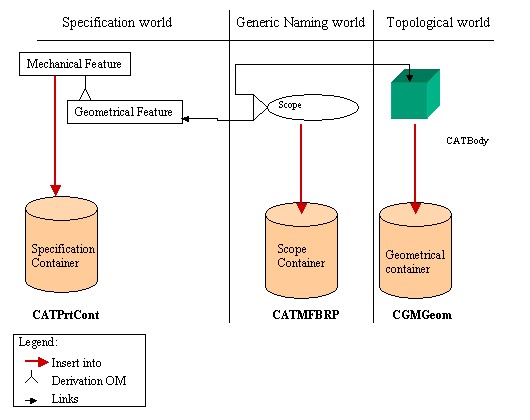 Specification world
Generic Naming world
Topological world
Mechanical Feature
Geometrical Feature
Scope
CATBody
Specification
Container
Scope
Container
Geometrical
container
CATPrtCont
CATMFBRP
CGMGeom
Legend:
Insert into
Derivation OM
Links